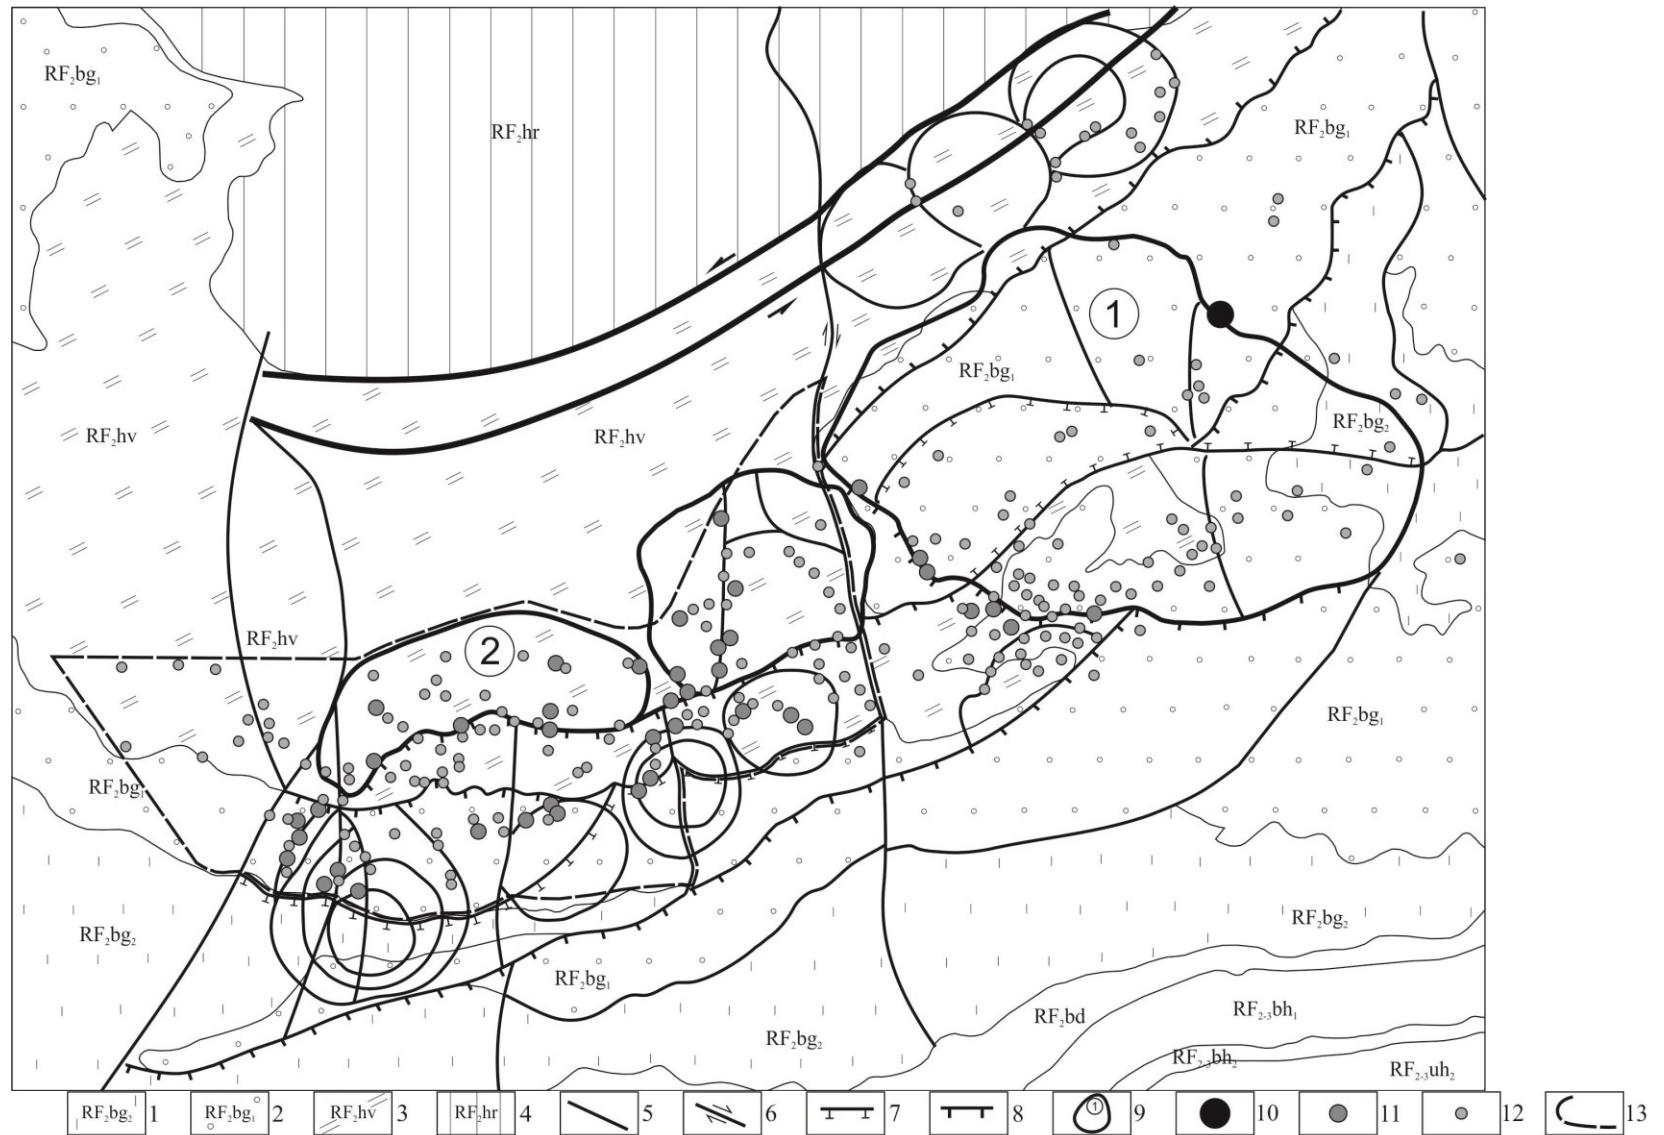 RF₂bg₁
RF₂hr
RF₂bg₁
1
RF₂bg₁
RF₂bg₂
RF₂hv
RF₂hv
RF₂hv
2
RF₂bg₁
RF₂bg₁
RF₂bg₂
RF₂bg₂
RF₂bg₁
RF₂bd
RF₂₋₃bh₁
RF₂bg₂
RF₂₋₃bh₂
RF₂₋₃uh₂
RF₂bg₂ 1 RF₂bg₁ 2 RF₂hv 3 RF₂hr 4 5 6 7 8 1 9 10 11 12 13